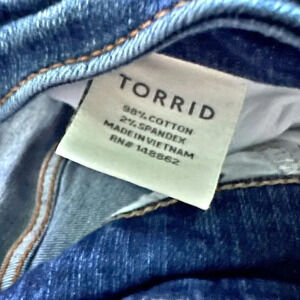 TORRID
98% COTTON
2% SPANDEX
MADE IN VIETNAM
RN# 148862